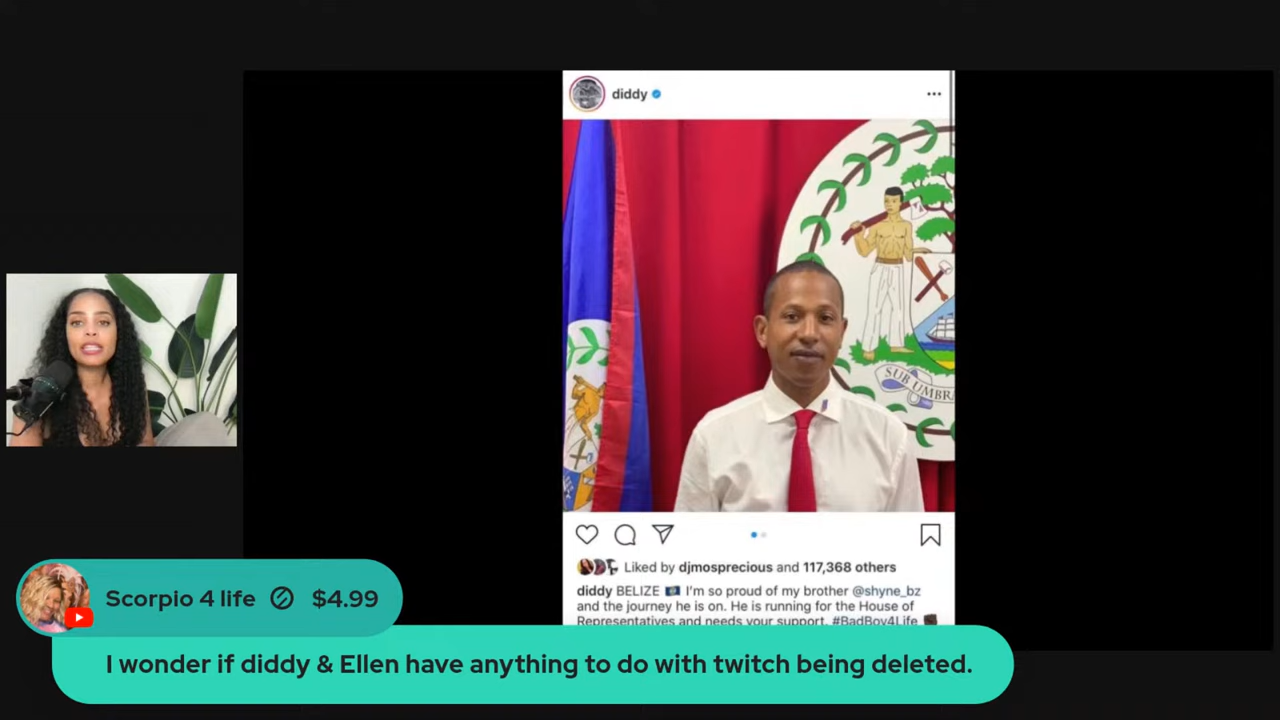 diddy
SUB UMBRA
Liked by djmosprecious and 117,368 others
diddy BELIZE 🇧🇿 I'm so proud of my brother @shyne_bz
and the journey he is on. He is running for the House of
Representatives and needs your support. #BadBoy4Life
Scorpio 4 life $4.99
I wonder if diddy & Ellen have anything to do with twitch being deleted.